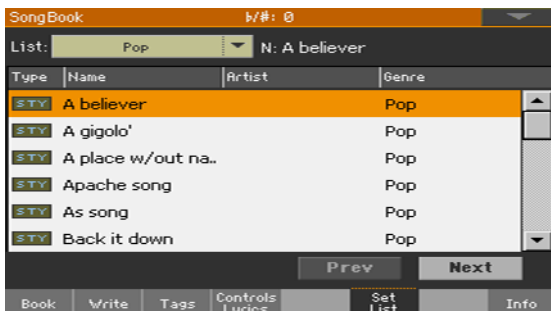 SongBook ♭/#: 0
List: Pop N: A believer
Type Name Artist Genre
STY A believer Pop
STY A gigolo' Pop
STY A place w/out na.. Pop
STY Apache song Pop
STY As song Pop
STY Back it down Pop
Prev Next
Book Write Tags Controls Lyrics Set List Info